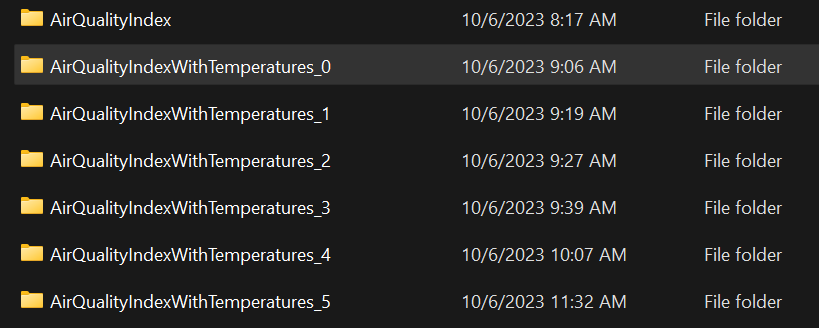 AirQualityIndex 10/6/2023 8:17 AM File folder
AirQualityIndexWithTemperatures_0 10/6/2023 9:06 AM File folder
AirQualityIndexWithTemperatures_1 10/6/2023 9:19 AM File folder
AirQualityIndexWithTemperatures_2 10/6/2023 9:27 AM File folder
AirQualityIndexWithTemperatures_3 10/6/2023 9:39 AM File folder
AirQualityIndexWithTemperatures_4 10/6/2023 10:07 AM File folder
AirQualityIndexWithTemperatures_5 10/6/2023 11:32 AM File folder